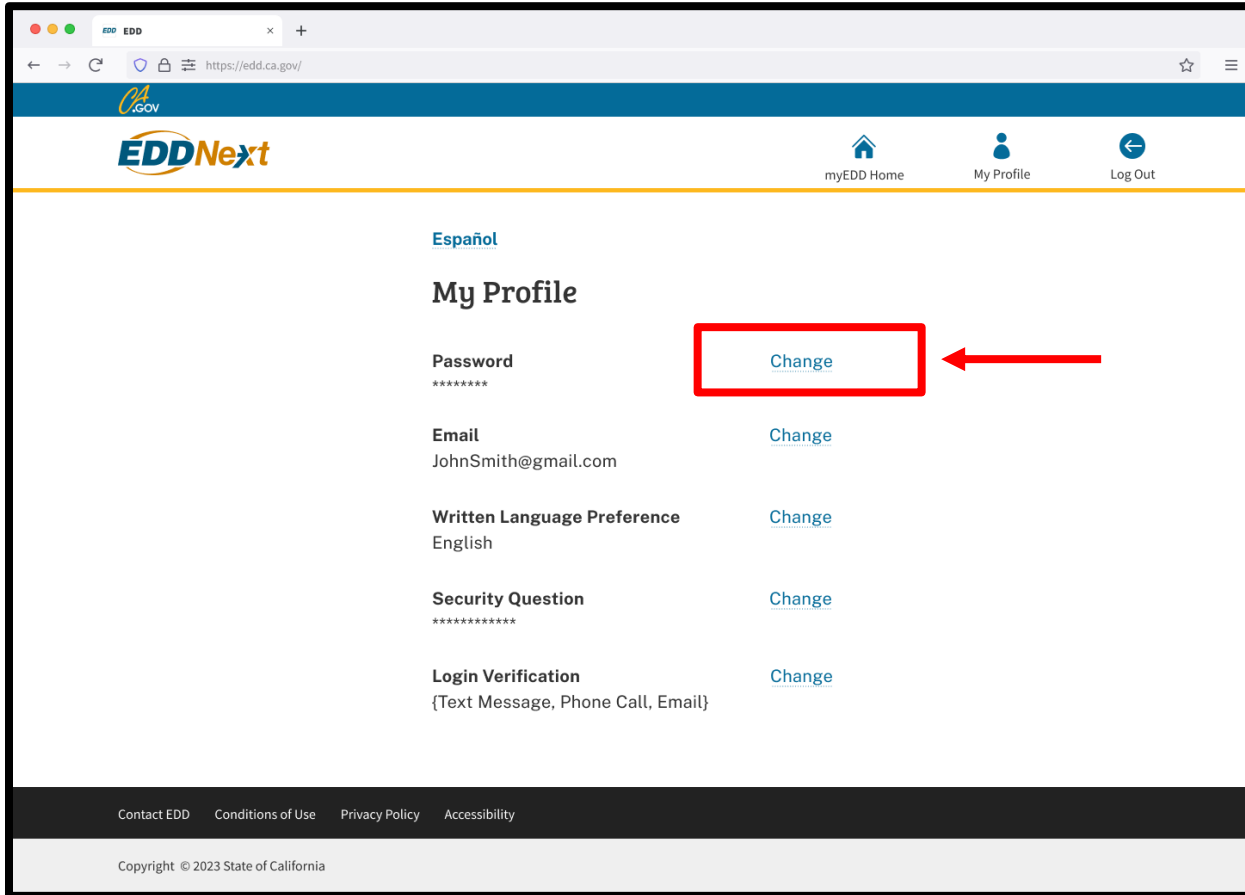 EDD EDD
https://edd.ca.gov/
CA.GOV
EDDNext
myEDD Home My Profile Log Out
Español
My Profile
Password Change
********
Email Change
JohnSmith@gmail.com
Written Language Preference Change
English
Security Question Change
************
Login Verification Change
{Text Message, Phone Call, Email}
Contact EDD Conditions of Use Privacy Policy Accessibility
Copyright © 2023 State of California